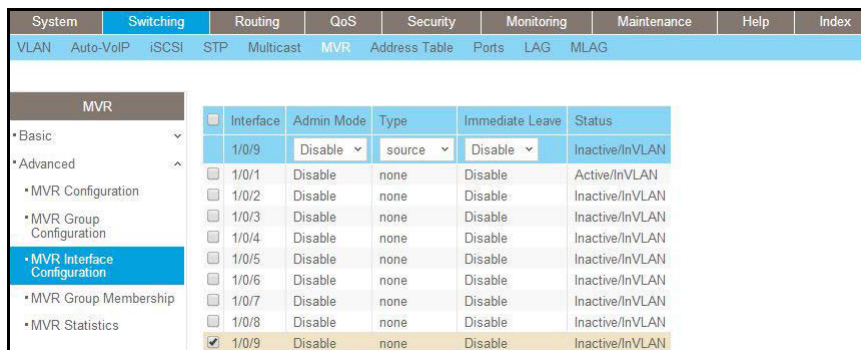 System Switching Routing QoS Security Monitoring Maintenance Help Index
VLAN Auto-VoIP iSCSI STP Multicast MVR Address Table Ports LAG MLAG
MVR
Basic
Advanced
MVR Configuration
MVR Group
Configuration
MVR Interface
Configuration
MVR Group Membership
MVR Statistics
Interface Admin Mode Type Immediate Leave Status
1/0/9 Disable source Disable Inactive/InVLAN
1/0/1 Disable none Disable Active/InVLAN
1/0/2 Disable none Disable Inactive/InVLAN
1/0/3 Disable none Disable Inactive/InVLAN
1/0/4 Disable none Disable Inactive/InVLAN
1/0/5 Disable none Disable Inactive/InVLAN
1/0/6 Disable none Disable Inactive/InVLAN
1/0/7 Disable none Disable Inactive/InVLAN
1/0/8 Disable none Disable Inactive/InVLAN
1/0/9 Disable none Disable Inactive/InVLAN